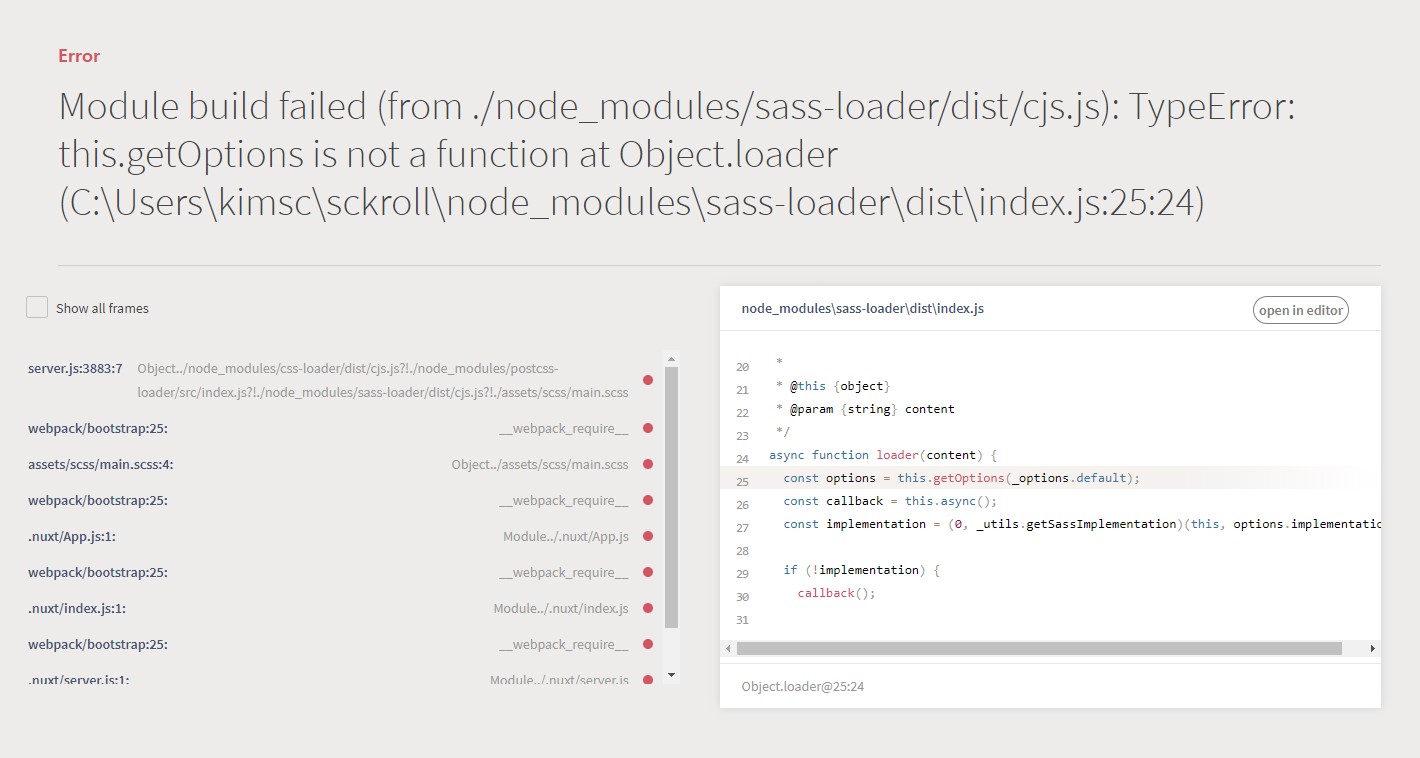 Error
Module build failed (from ./node_modules/sass-loader/dist/cjs.js): TypeError:
this.getOptions is not a function at Object.loader
(C:\Users\kimsc\sckroll\node_modules\sass-loader\dist\index.js:25:24)
Show all frames
server.js:3883:7 Object../node_modules/css-loader/dist/cjs.js?!./node_modules/postcss-
loader/src/index.js?!./node_modules/sass-loader/dist/cjs.js?!./assets/scss/main.scss
webpack/bootstrap:25: __webpack_require__
assets/scss/main.scss:4: Object../assets/scss/main.scss
webpack/bootstrap:25: __webpack_require__
.nuxt/App.js:1: Module../.nuxt/App.js
webpack/bootstrap:25: __webpack_require__
.nuxt/index.js:1: Module../.nuxt/index.js
webpack/bootstrap:25: __webpack_require__
.nuxt/server.js:1: Module../.nuxt/server.js
node_modules\sass-loader\dist\index.js
open in editor
20 *
21 * @this {object}
22 * @param {string} content
23 */
24 async function loader(content) {
25 const options = this.getOptions(_options.default);
26 const callback = this.async();
27 const implementation = (0, _utils.getSassImplementation)(this, options.implementatio
28
29 if (!implementation) {
30 callback();
31
Object.loader@25:24